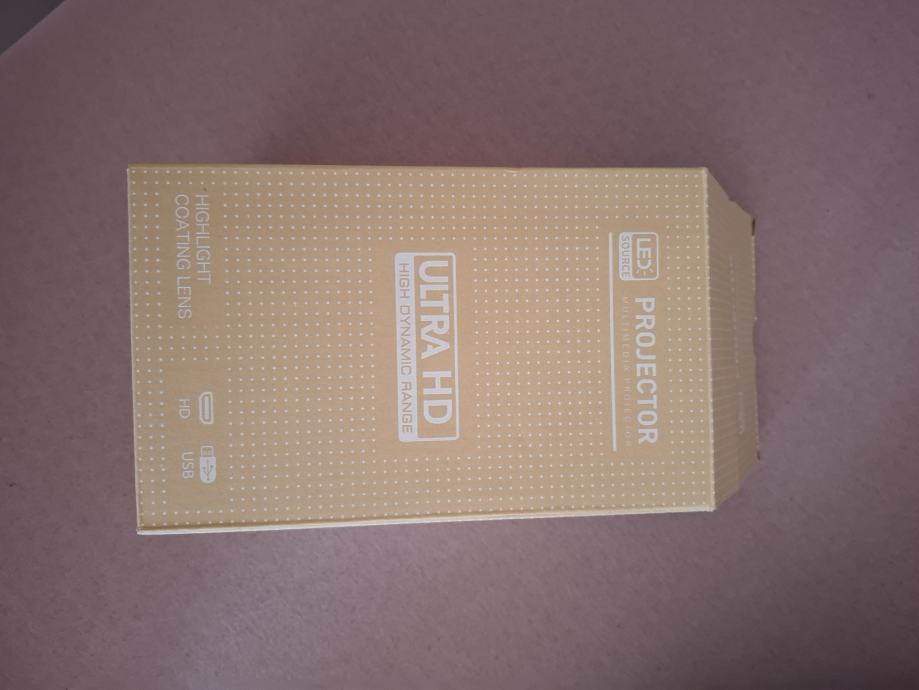 LED
SOURCE
PROJECTOR
MULTIMEDIA PROJECTOR
ULTRA HD
HIGH DYNAMIC RANGE
HIGHLIGHT
COATING LENS
HD
USB